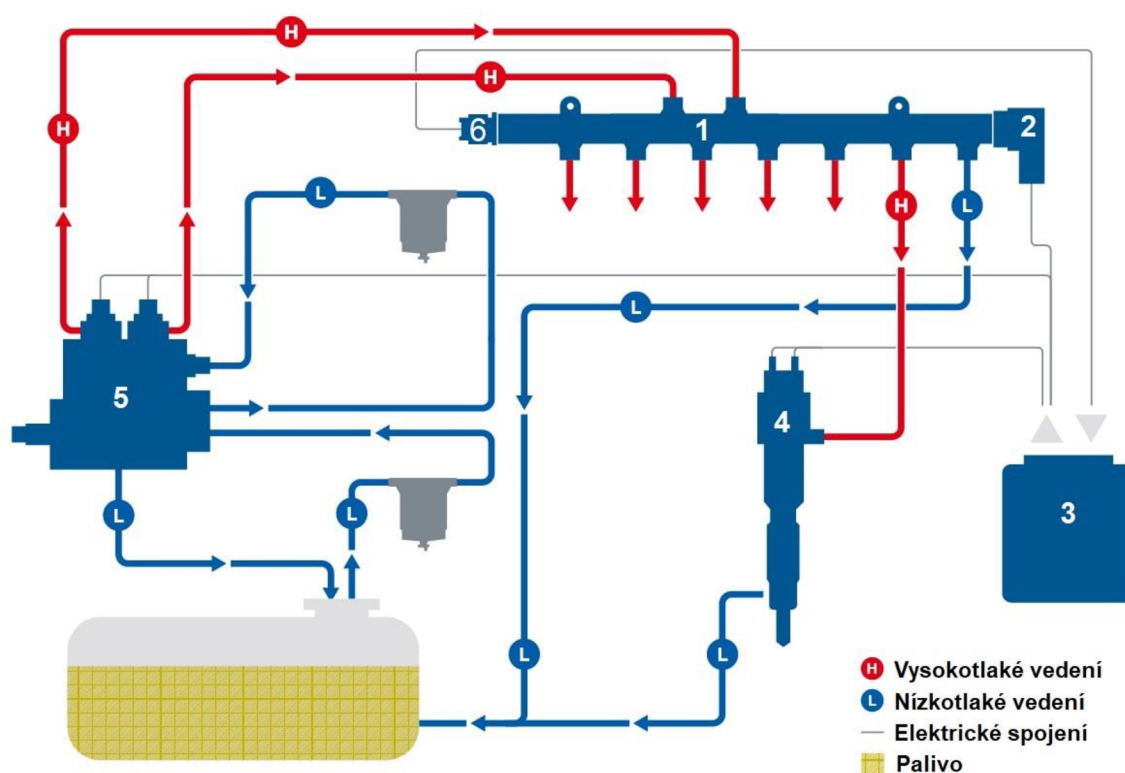 H
H
H
6
1
2
L
H
L
L
5
4
3
L
L
L
L
H Vysokotlaké vedení
L Nízkotlaké vedení
Elektrické spojení
Palivo